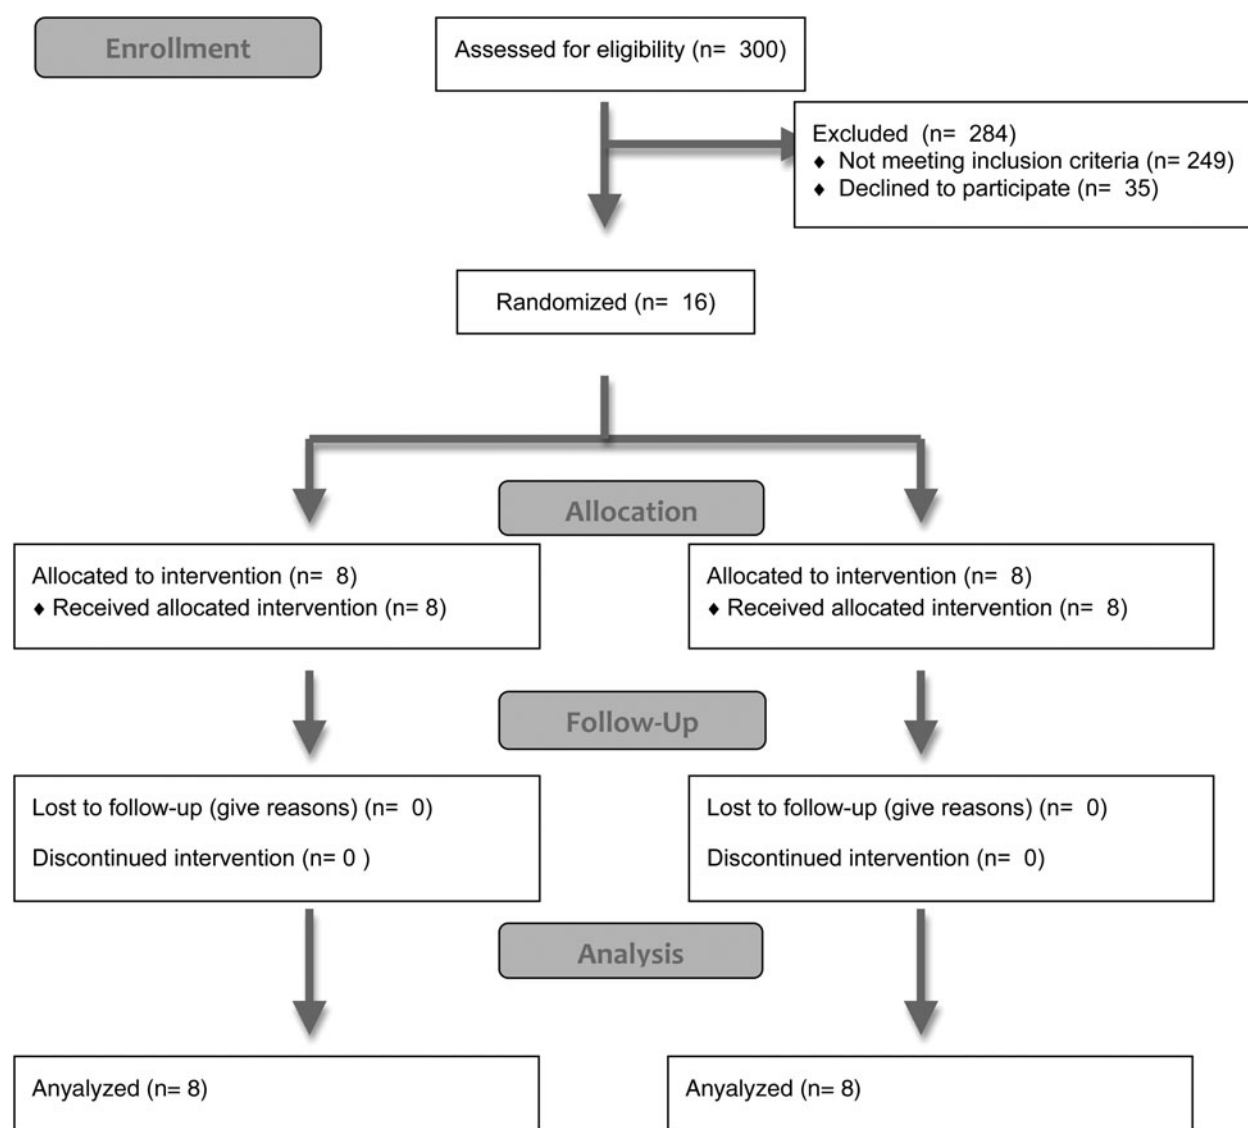 Enrollment
Assessed for eligibility (n=  300)
Excluded  (n=  284)
♦ Not meeting inclusion criteria (n= 249)
♦ Declined to participate (n=  35)
Randomized (n=  16)
Allocation
Allocated to intervention (n=  8)
♦ Received allocated intervention (n= 8)
Allocated to intervention (n=  8)
♦ Received allocated intervention (n=  8)
Follow-Up
Lost to follow-up (give reasons) (n=  0)
Discontinued intervention (n= 0 )
Lost to follow-up (give reasons) (n=  0)
Discontinued intervention (n=  0)
Analysis
Anyalyzed (n= 8)
Anyalyzed (n= 8)